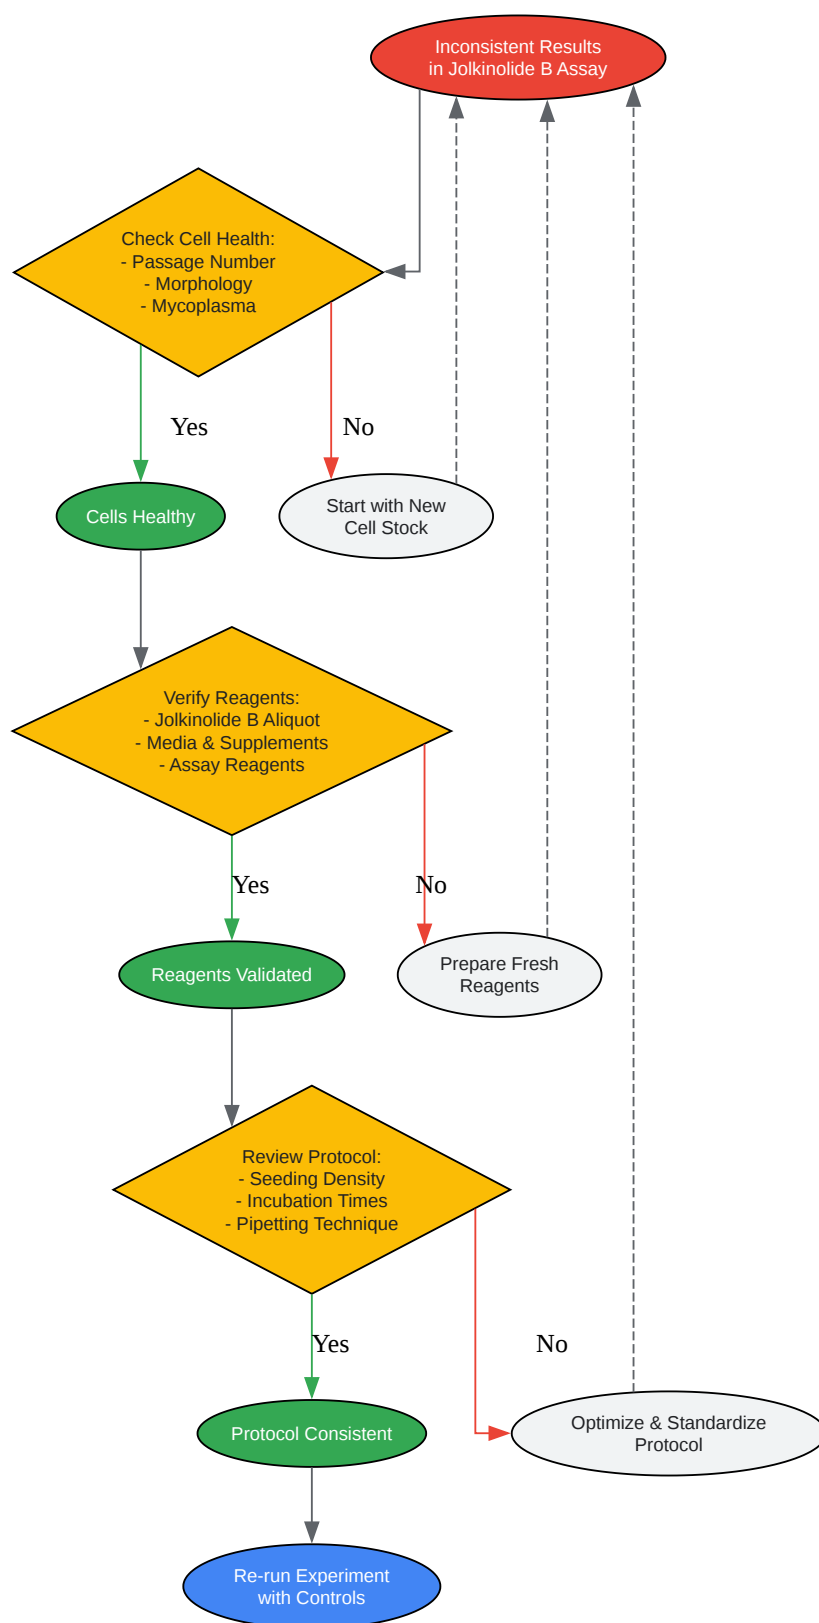 Inconsistent Results
in Jolkinolide B Assay
Check Cell Health:
- Passage Number
- Morphology
- Mycoplasma
Yes
No
Cells Healthy
Start with New
Cell Stock
Verify Reagents:
- Jolkinolide B Aliquot
- Media & Supplements
- Assay Reagents
Yes
No
Reagents Validated
Prepare Fresh
Reagents
Review Protocol:
- Seeding Density
- Incubation Times
- Pipetting Technique
Yes
No
Protocol Consistent
Optimize & Standardize
Protocol
Re-run Experiment
with Controls